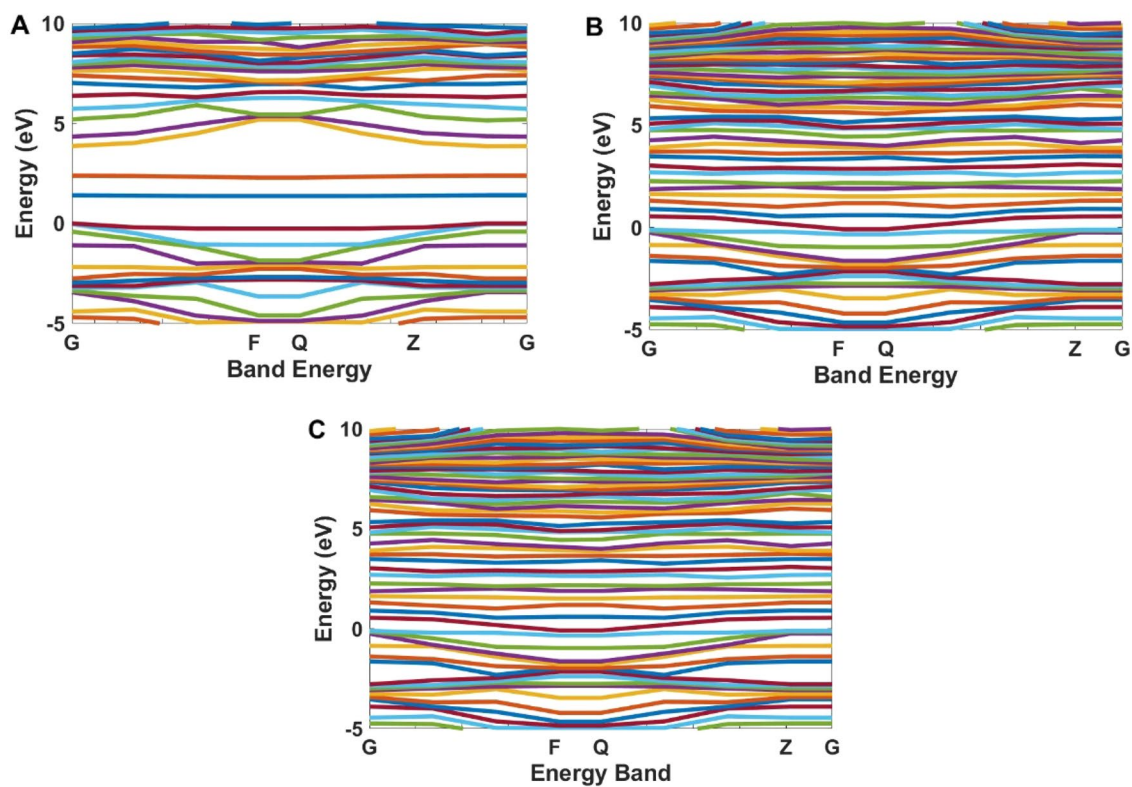 A
10
5
0
-5
Energy (eV)
G F Q Z G
Band Energy
B
10
5
0
-5
Energy (eV)
G F Q Z G
Band Energy
C
10
5
0
-5
Energy (eV)
G F Q Z G
Energy Band